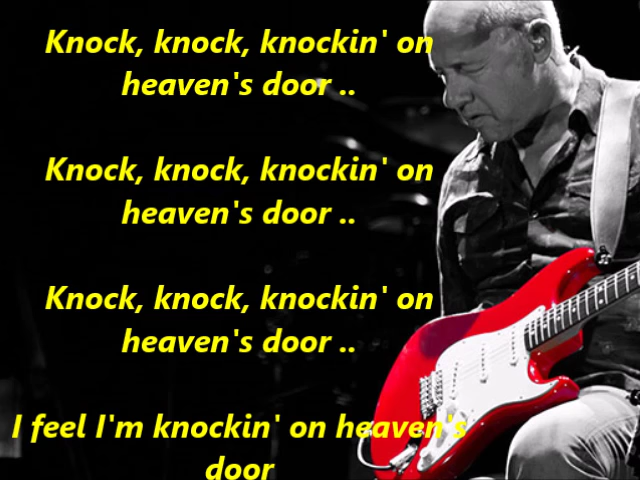 Knock, knock, knockin' on
heaven's door ..
Knock, knock, knockin' on
heaven's door ..
Knock, knock, knockin' on
heaven's door ..
I feel I'm knockin' on heaven's
door